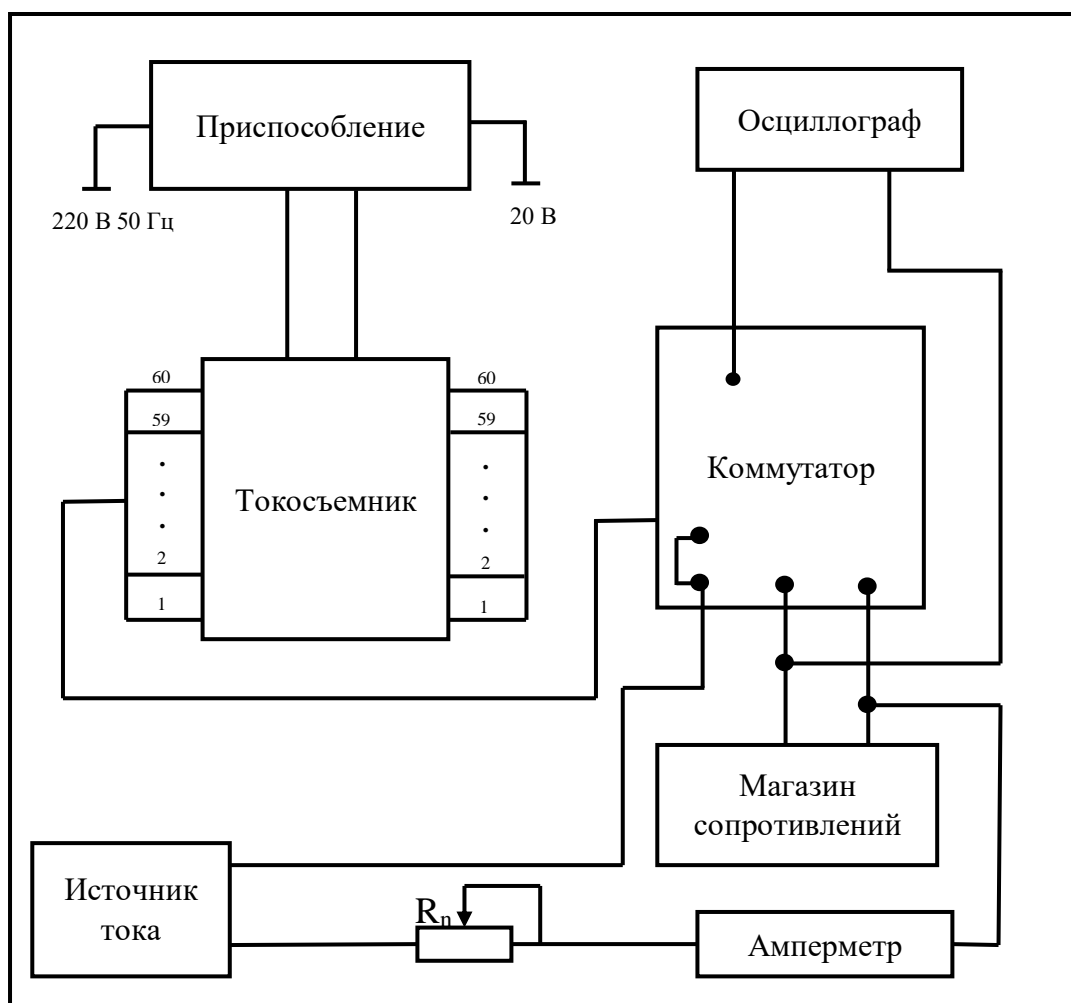 Приспособление
Осциллограф
220 В 50 Гц
20 В
60
60
59
59
.
.
.
.
.
.
Токосъемник
Коммутатор
2
2
1
1
Магазин
сопротивлений
Источник
тока
Rn
Амперметр